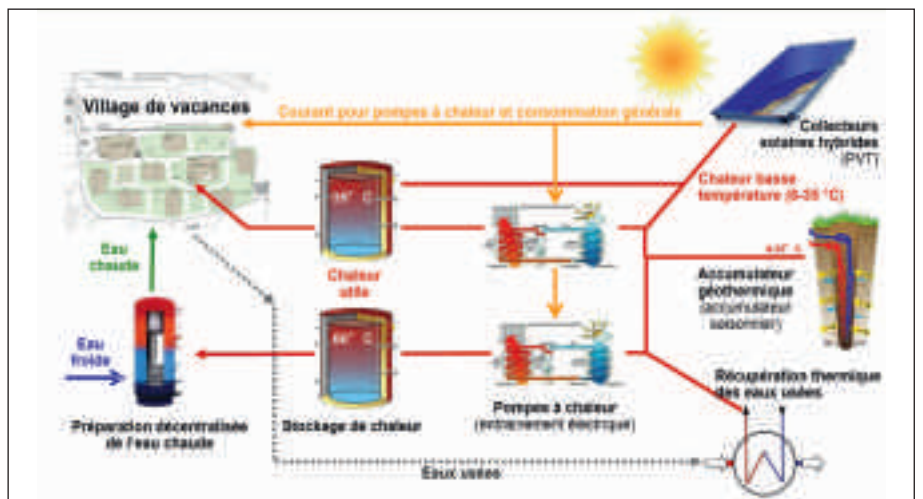 Village de vacances
Courant pour pompes à chaleur et consommation générale
Collecteurs
solaires hybrides
(PVT)
Chaleur basse
température (6-35 °C)
Accumulateur
géothermique
(accumulateur
saisonnier)
Eau
chaude
Chaleur
utile
Eau
froide
Récupération thermique
des eaux usées
Préparation décentralisée
de l'eau chaude
Stockage de chaleur
Pompes à chaleur
(entraînement électrique)
Eaux usées